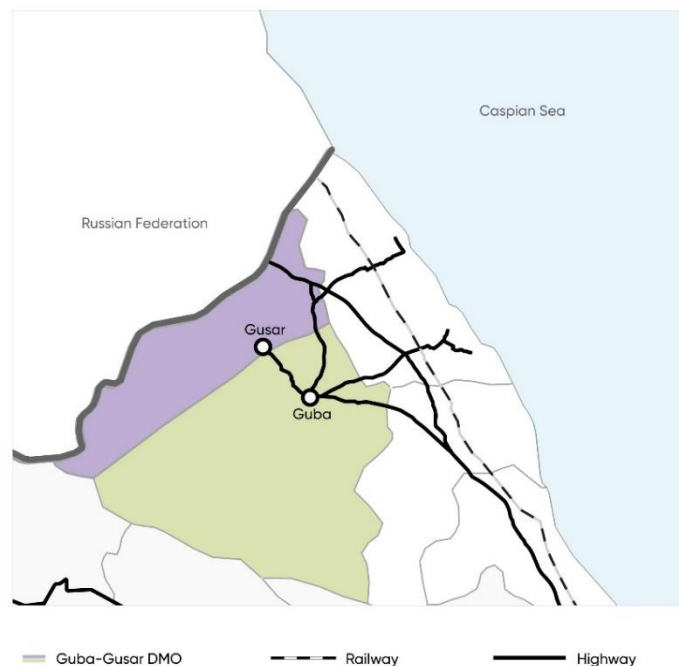 Caspian Sea
Russian Federation
Gusar
Guba
Guba-Gusar DMO
Railway
Highway